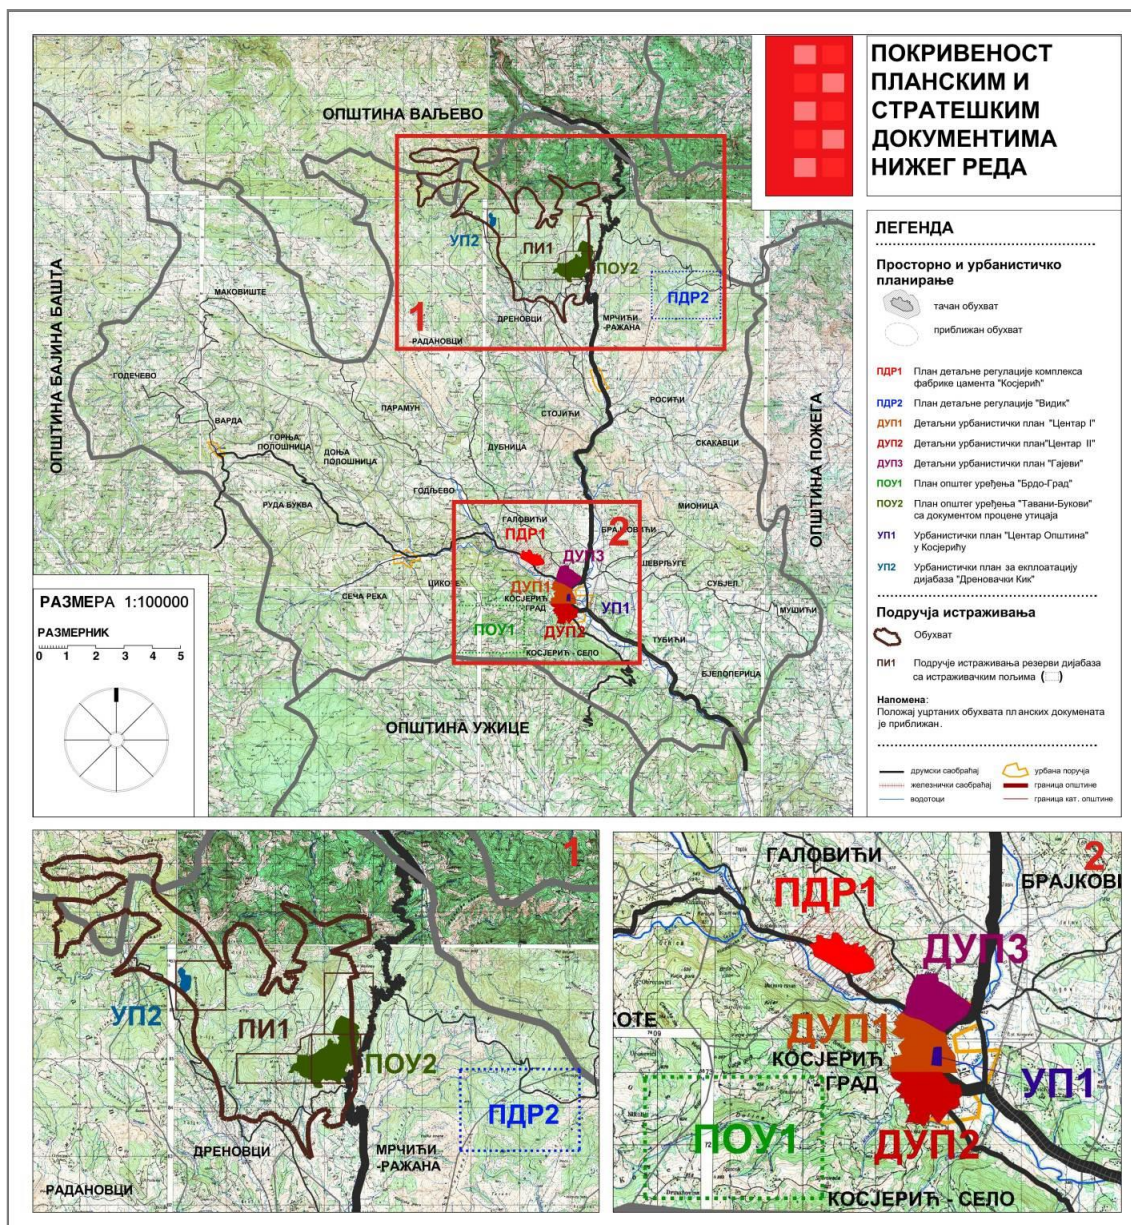 ПОКРИВЕНОСТ
ПЛАНСКИМ И
СТРАТЕШКИМ
ДОКУМЕНТИМА
НИЖЕГ РЕДА
ОПШТИНА ВАЉЕВО
ОПШТИНА БАЈИНА БАШТА
ОПШТИНА ПОЖЕГА
ОПШТИНА УЖИЦЕ
УП2
ПИ1
ПОУ2
ПДР2
1
МАКОВИШТЕ
ДРЕНОВЦИ
МРЧИЋИ
-РАЖАНА
-РАДАНОВЦИ
ГОДЕЧЕВО
ВАРДА
ГОРЊА
ПОЛОШНИЦА
ДОЊА
ПОЛОШНИЦА
ПАРАМУН
ДУБНИЦА
СТОЈИЋИ
РОСИЋИ
СКАКАВЦИ
ГОДЉЕВО
РУДА БУКВА
МИОНИЦА
ГАЛОВИЋИ
2
БРАЈКОВИЋИ
ПДР1
ДУП3
ШЕВРЉУГЕ
ЦИКОТЕ
ДУП1
СЕЧА РЕКА
КОСЈЕРИЋ
-ГРАД
УП1
СУБЈЕЛ
МУШИЋИ
ПОУ1
ДУП2
ТУБИЋИ
КОСЈЕРИЋ - СЕЛО
БЈЕЛОПЕРИЦА
РАЗМЕРА 1:100000
РАЗМЕРНИК
0 1 2 3 4 5
ЛЕГЕНДА
Просторно и урбанистичко
планирање
тачан обухват
приближан обухват
ПДР1 План детаљне регулације комплекса
фабрике цамента "Косјерић"
ПДР2 План детаљне регулације "Видик"
ДУП1 Детаљни урбанистички план "Центар I"
ДУП2 Детаљни урбанистички план"Центар II"
ДУП3 Детаљни урбанистички план "Гајеви"
ПОУ1 План општег уређења "Брдо-Град"
ПОУ2 План општег уређења "Тавани-Букови"
са документом процене утицаја
УП1 Урбанистички план "Центар Општина"
у Косјерићу
УП2 Урбанистички план за екплоатацију
дијабаза "Дреновачки Кик"
Подручја истраживања
Обухват
ПИ1 Подручје истраживања резерви дијабаза
са истраживачким пољима ( )
Напомена:
Положај уцртаних обухвата планских докумената
је приближан.
друмски саобраћај
железнички саобраћај
водотоци
урбана поручја
граница општине
граница кат. општине
1
УП2
ПИ1
ПОУ2
ПДР2
ДРЕНОВЦИ
МРЧИЋИ
-РАЖАНА
-РАДАНОВЦИ
2
ГАЛОВИЋИ
БРАЈКОВИ
ПДР1
ДУП3
КОТЕ
ДУП1
КОСЈЕРИЋ
-ГРАД
УП1
ПОУ1
ДУП2
КОСЈЕРИЋ - СЕЛО